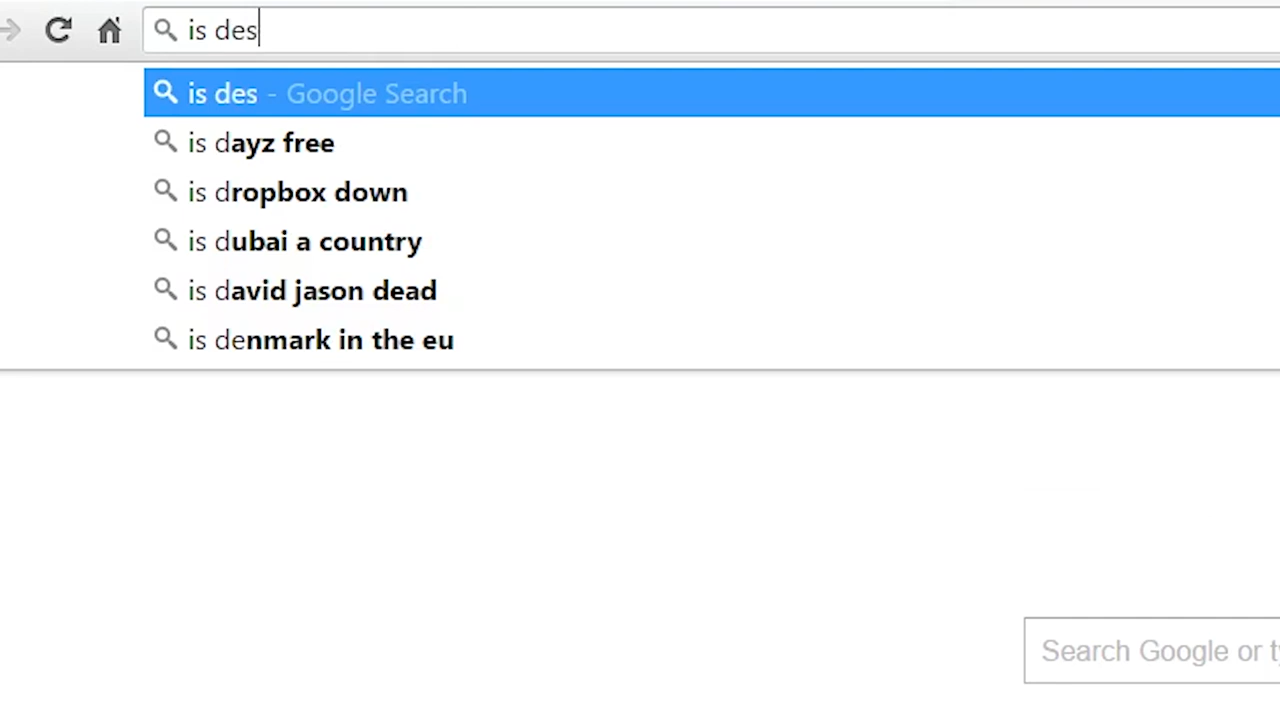 is des
is des - Google Search
is dayz free
is dropbox down
is dubai a country
is david jason dead
is denmark in the eu
Search Google or